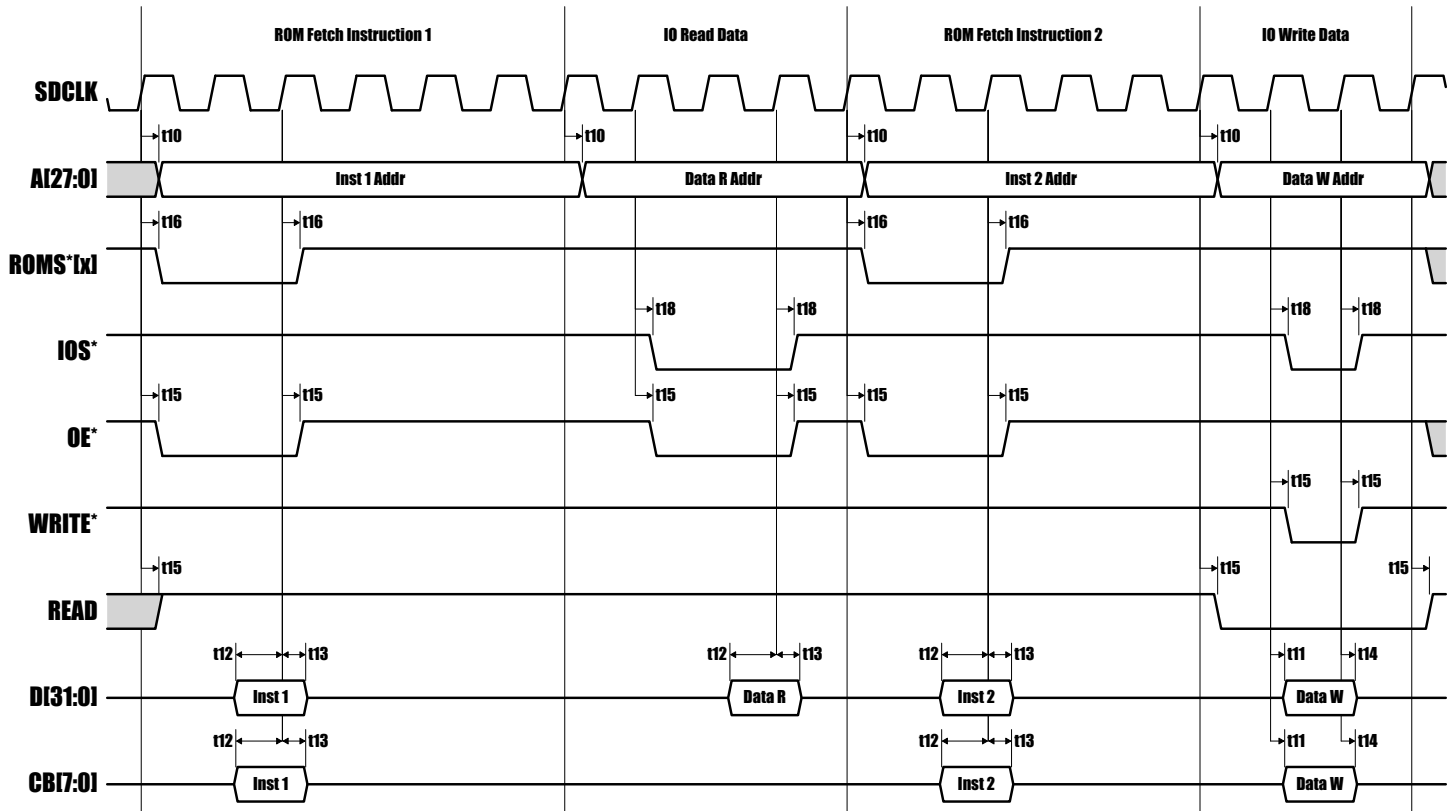 ROM Fetch Instruction 1 IO Read Data ROM Fetch Instruction 2 IO Write Data
SDCLK
t10 t10 t10 t10
A[27:0] Inst 1 Addr Data R Addr Inst 2 Addr Data W Addr
t16 t16 t16 t16
ROMS*[x]
t18 t18 t18 t18
IOS*
t15 t15 t15 t15 t15 t15
OE*
t15 t15
WRITE*
t15 t15 t15
READ
t12 t13 t12 t13 t12 t13 t11 t14
D[31:0] Inst 1 Data R Inst 2 Data W
t12 t13 t12 t13 t11 t14
CB[7:0] Inst 1 Inst 2 Data W